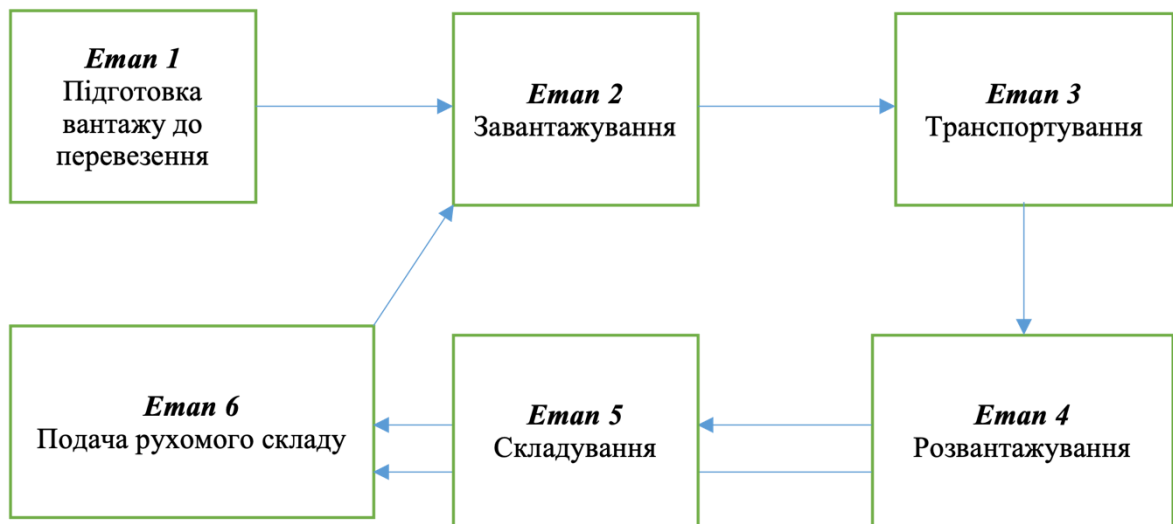 Етап 1
Підготовка
вантажу до
перевезення
Етап 2
Завантажування
Етап 3
Транспортування
Етап 6
Подача рухомого складу
Етап 5
Складування
Етап 4
Розвантажування